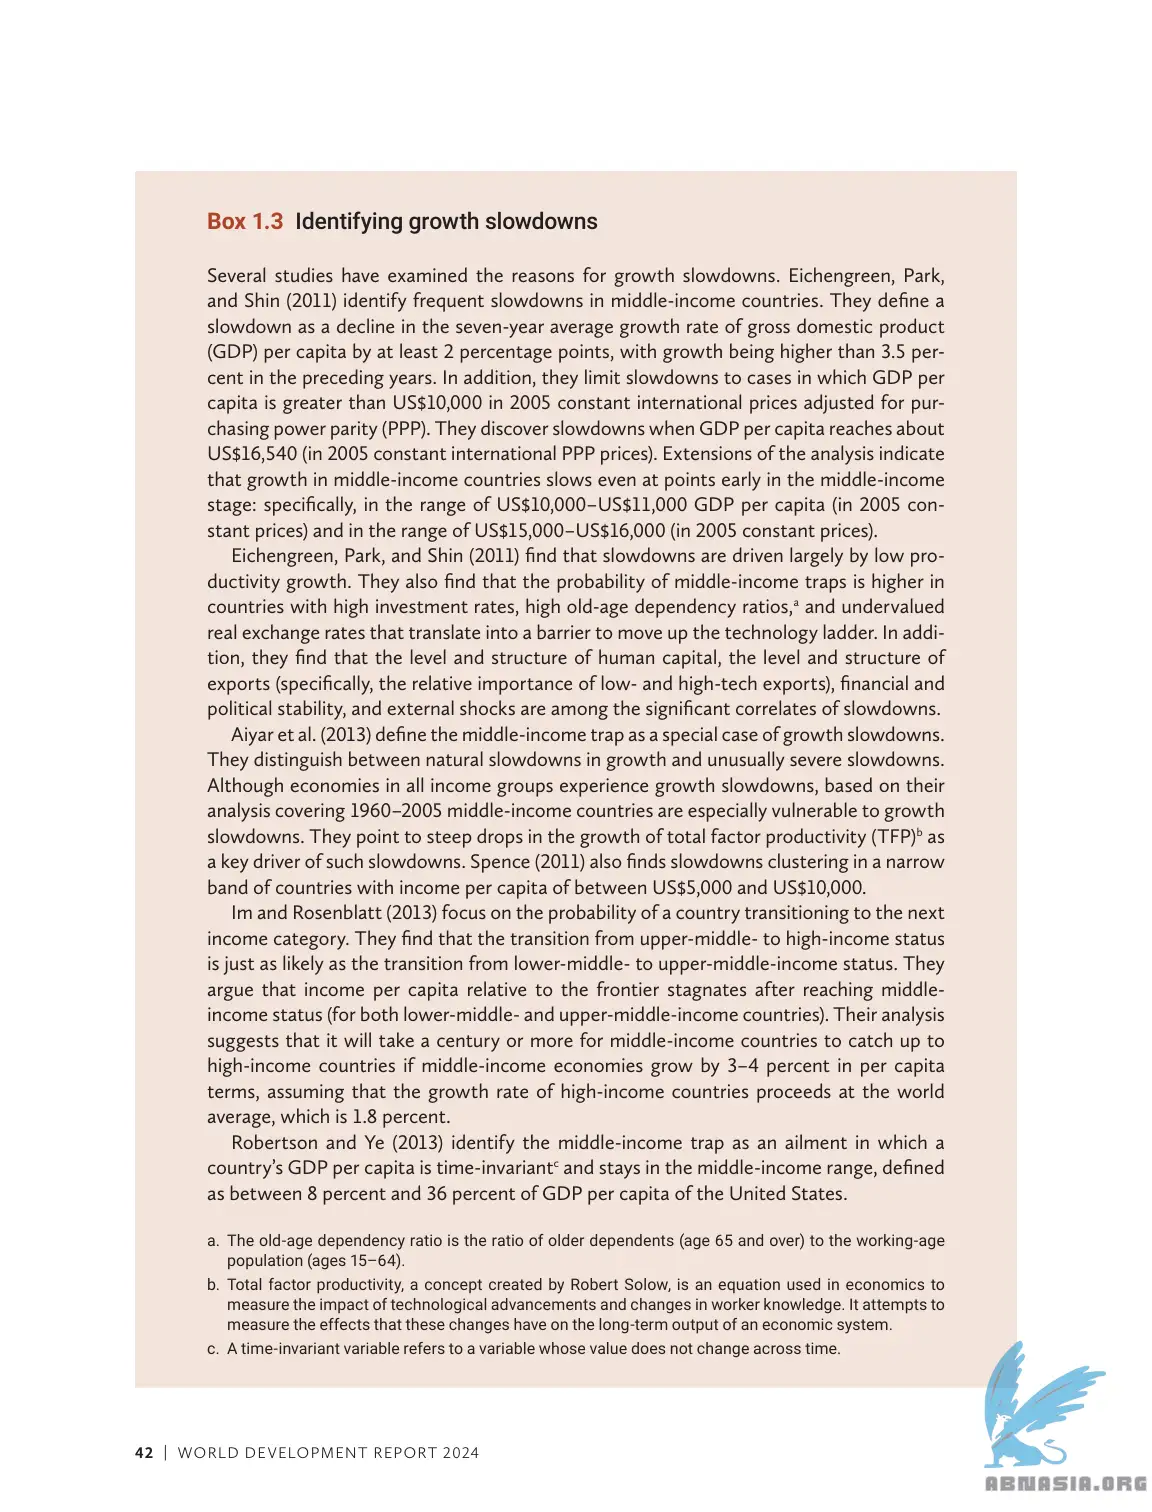 Box 1.3 Identifying growth slowdowns
Several studies have examined the reasons for growth slowdowns. Eichengreen, Park,
and Shin (2011) identify frequent slowdowns in middle-income countries. They define a
slowdown as a decline in the seven-year average growth rate of gross domestic product
(GDP) per capita by at least 2 percentage points, with growth being higher than 3.5 per-
cent in the preceding years. In addition, they limit slowdowns to cases in which GDP per
capita is greater than US$10,000 in 2005 constant international prices adjusted for pur-
chasing power parity (PPP). They discover slowdowns when GDP per capita reaches about
US$16,540 (in 2005 constant international PPP prices). Extensions of the analysis indicate
that growth in middle-income countries slows even at points early in the middle-income
stage: specifically, in the range of US$10,000–US$11,000 GDP per capita (in 2005 con-
stant prices) and in the range of US$15,000–US$16,000 (in 2005 constant prices).
Eichengreen, Park, and Shin (2011) find that slowdowns are driven largely by low pro-
ductivity growth. They also find that the probability of middle-income traps is higher in
countries with high investment rates, high old-age dependency ratios,a and undervalued
real exchange rates that translate into a barrier to move up the technology ladder. In addi-
tion, they find that the level and structure of human capital, the level and structure of
exports (specifically, the relative importance of low- and high-tech exports), financial and
political stability, and external shocks are among the significant correlates of slowdowns.
Aiyar et al. (2013) define the middle-income trap as a special case of growth slowdowns.
They distinguish between natural slowdowns in growth and unusually severe slowdowns.
Although economies in all income groups experience growth slowdowns, based on their
analysis covering 1960–2005 middle-income countries are especially vulnerable to growth
slowdowns. They point to steep drops in the growth of total factor productivity (TFP)b as
a key driver of such slowdowns. Spence (2011) also finds slowdowns clustering in a narrow
band of countries with income per capita of between US$5,000 and US$10,000.
Im and Rosenblatt (2013) focus on the probability of a country transitioning to the next
income category. They find that the transition from upper-middle- to high-income status
is just as likely as the transition from lower-middle- to upper-middle-income status. They
argue that income per capita relative to the frontier stagnates after reaching middle-
income status (for both lower-middle- and upper-middle-income countries). Their analysis
suggests that it will take a century or more for middle-income countries to catch up to
high-income countries if middle-income economies grow by 3–4 percent in per capita
terms, assuming that the growth rate of high-income countries proceeds at the world
average, which is 1.8 percent.
Robertson and Ye (2013) identify the middle-income trap as an ailment in which a
country's GDP per capita is time-invariantc and stays in the middle-income range, defined
as between 8 percent and 36 percent of GDP per capita of the United States.
a. The old-age dependency ratio is the ratio of older dependents (age 65 and over) to the working-age
population (ages 15–64).
b. Total factor productivity, a concept created by Robert Solow, is an equation used in economics to
measure the impact of technological advancements and changes in worker knowledge. It attempts to
measure the effects that these changes have on the long-term output of an economic system.
c. A time-invariant variable refers to a variable whose value does not change across time.
42 | WORLD DEVELOPMENT REPORT 2024
ABNASIA.ORG